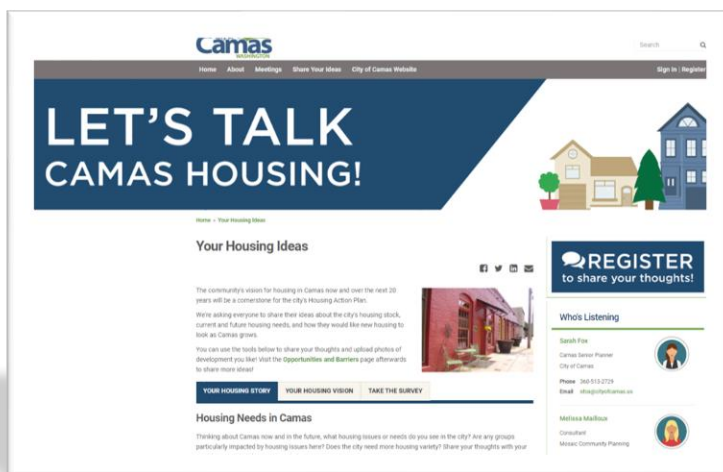 Camas
WASHINGTON
Search
Home About Meetings Share Your Ideas City of Camas Website Sign In | Register
LET'S TALK
CAMAS HOUSING!
Home » Your Housing Ideas
Your Housing Ideas
The community's vision for housing in Camas now and over the next 20
years will be a cornerstone for the city's Housing Action Plan.
We're asking everyone to share their ideas about the city's housing stock,
current and future housing needs, and how they would like new housing to
look as Camas grows.
You can use the tools below to share your thoughts and upload photos of
development you like! Visit the Opportunities and Barriers page afterwards
to share more ideas!
YOUR HOUSING STORY YOUR HOUSING VISION TAKE THE SURVEY
Housing Needs in Camas
Thinking about Camas now and in the future, what housing issues or needs do you see in the city? Are any groups
particularly impacted by housing issues here? Does the city need more housing variety? Share your thoughts with your
REGISTER
to share your thoughts!
Who's Listening
Sarah Fox
Camas Senior Planner
City of Camas
Phone 360-513-2729
Email sfox@cityofcamas.us
Melissa Mailloux
Consultant
Mosaic Community Planning